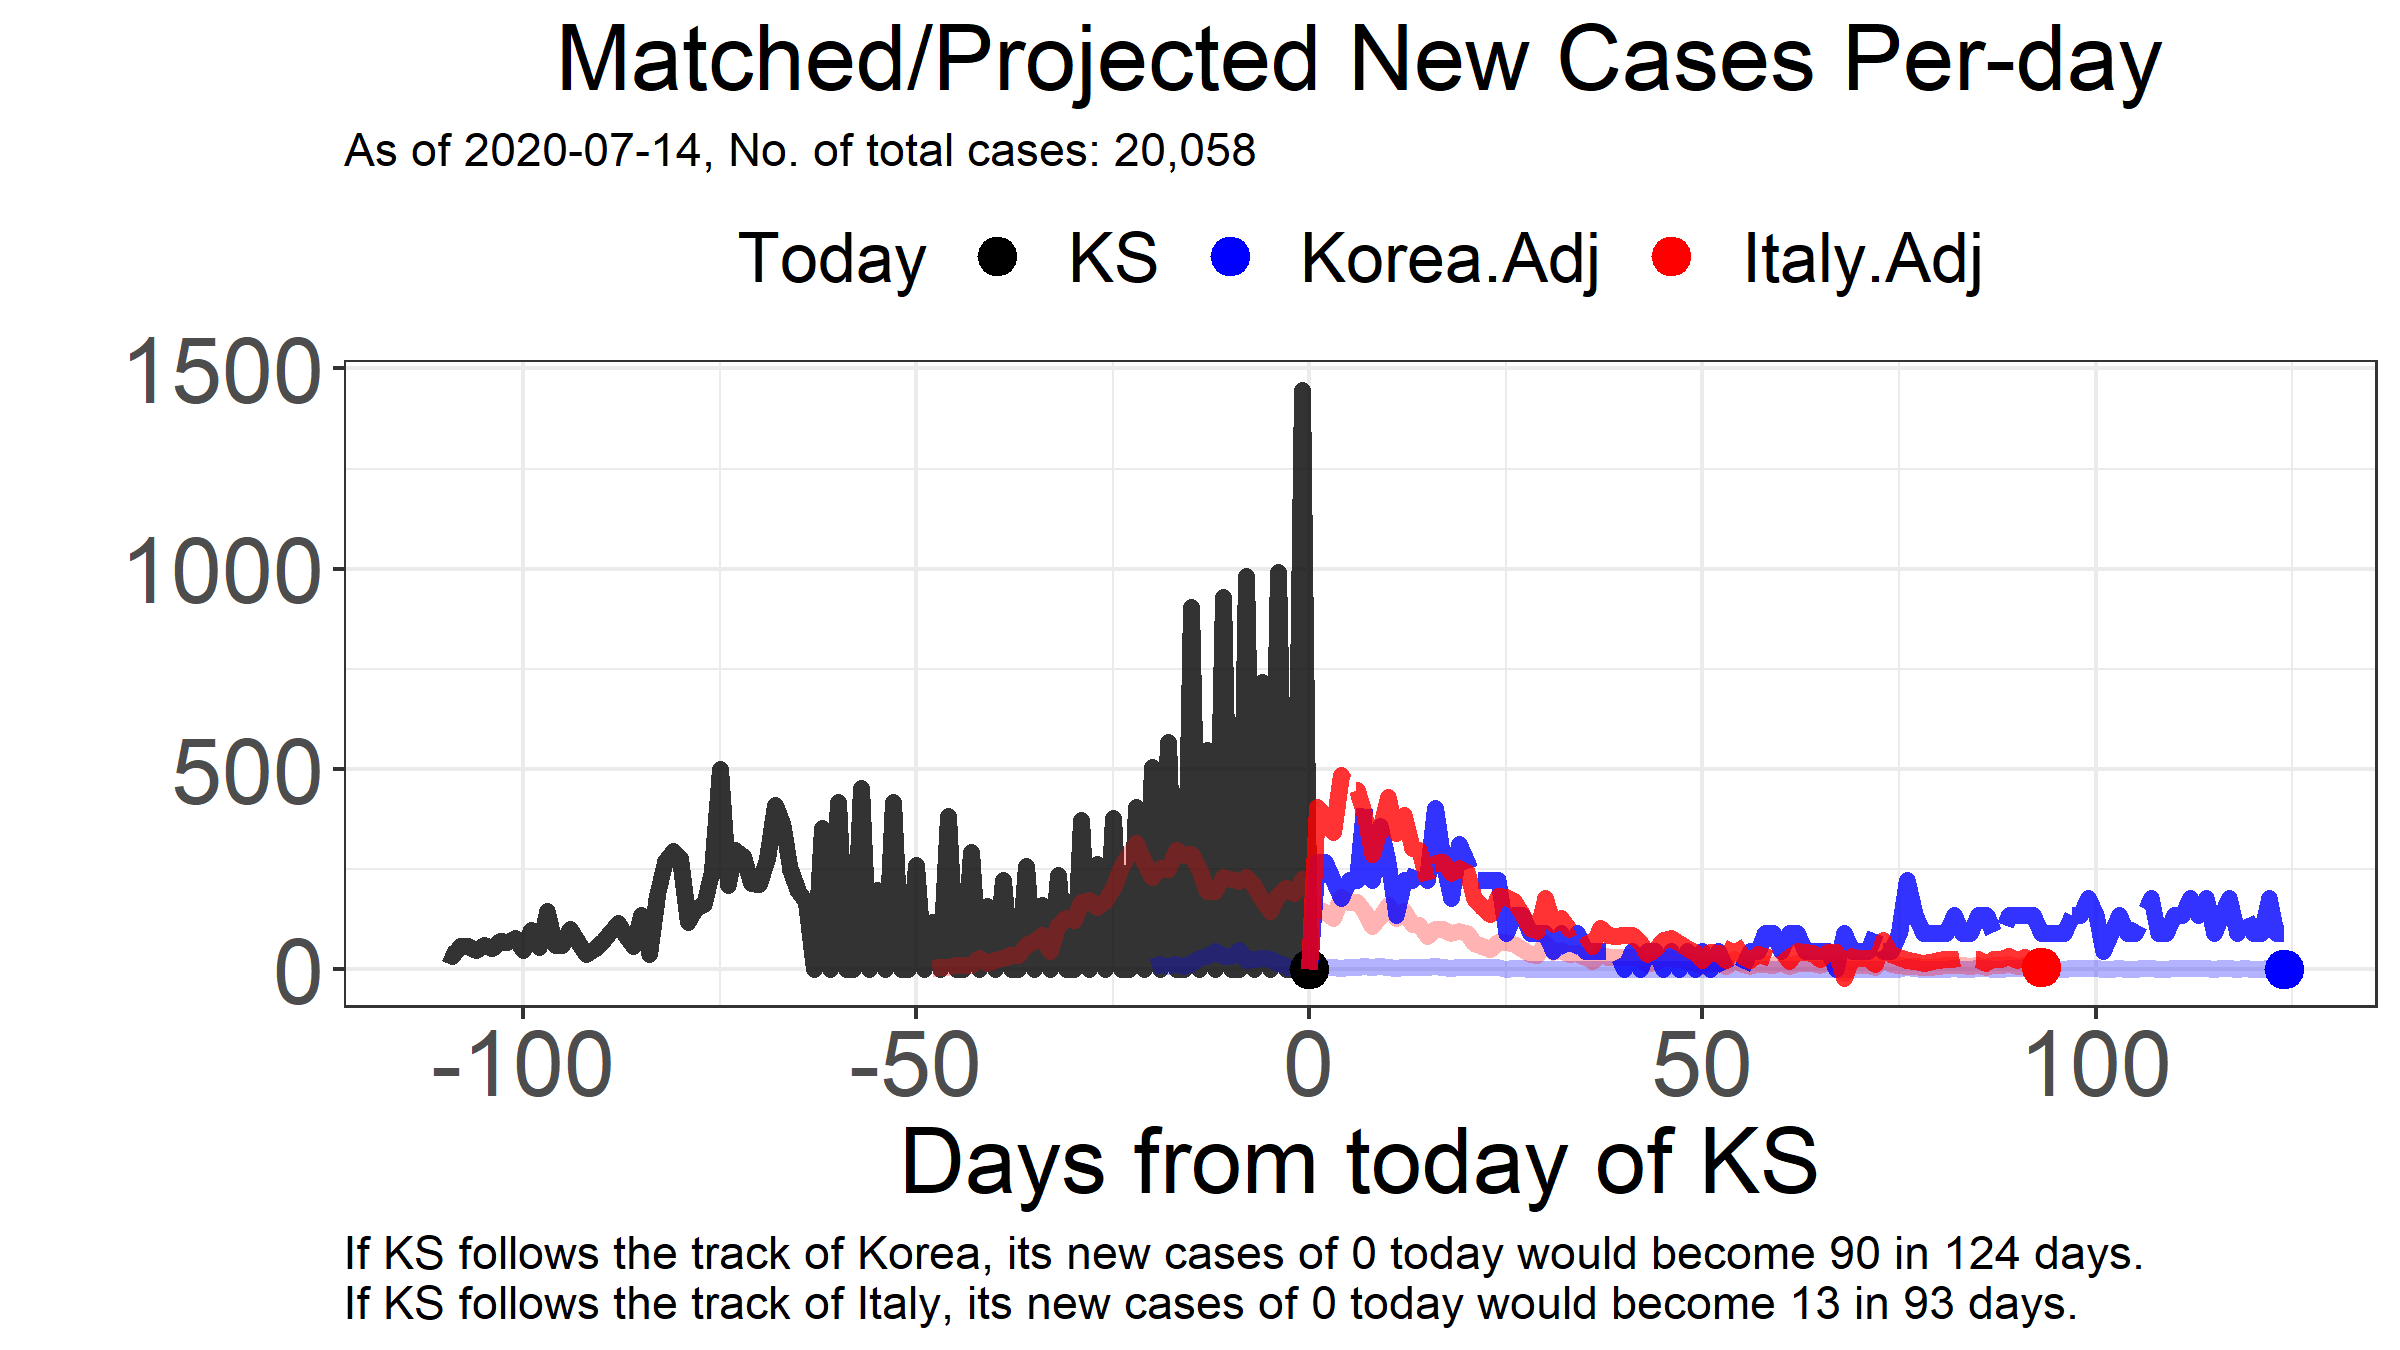 Matched/Projected New Cases Per-day
As of 2020-07-14, No. of total cases: 20,058
Today KS Korea.Adj Italy.Adj
1500
1000
500
0
-100 -50 0 50 100
Days from today of KS
If KS follows the track of Korea, its new cases of 0 today would become 90 in 124 days.
If KS follows the track of Italy, its new cases of 0 today would become 13 in 93 days.